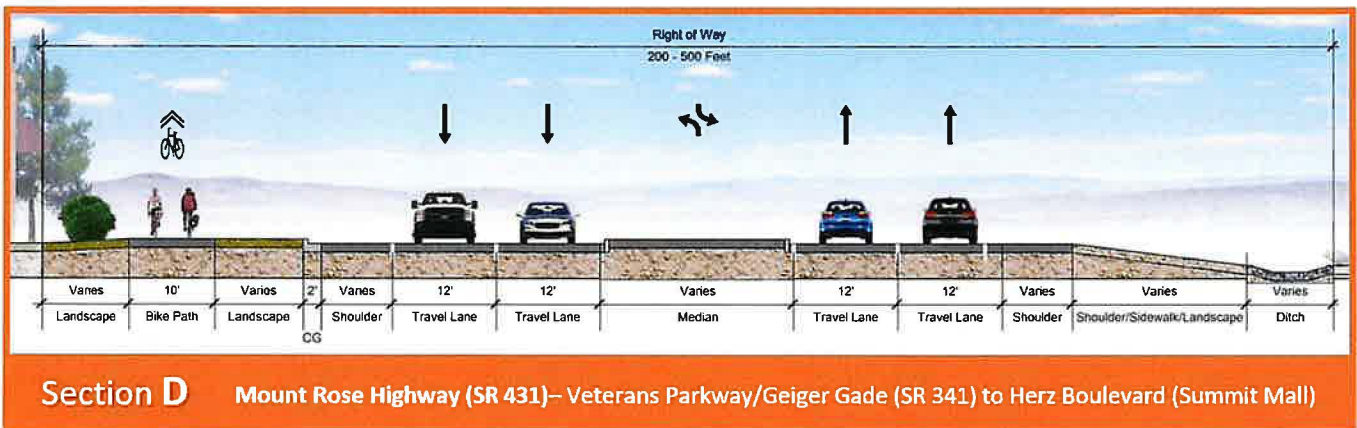 Right of Way
200 - 500 Feet
Varies 10' Varies 2' Varies 12' 12' Varies 12' 12' Varies Varies Varies
Landscape Bike Path Landscape Shoulder Travel Lane Travel Lane Median Travel Lane Travel Lane Shoulder Shoulder/Sidewalk/Landscape Ditch
CG
Section D Mount Rose Highway (SR 431)– Veterans Parkway/Geiger Gade (SR 341) to Herz Boulevard (Summit Mall)